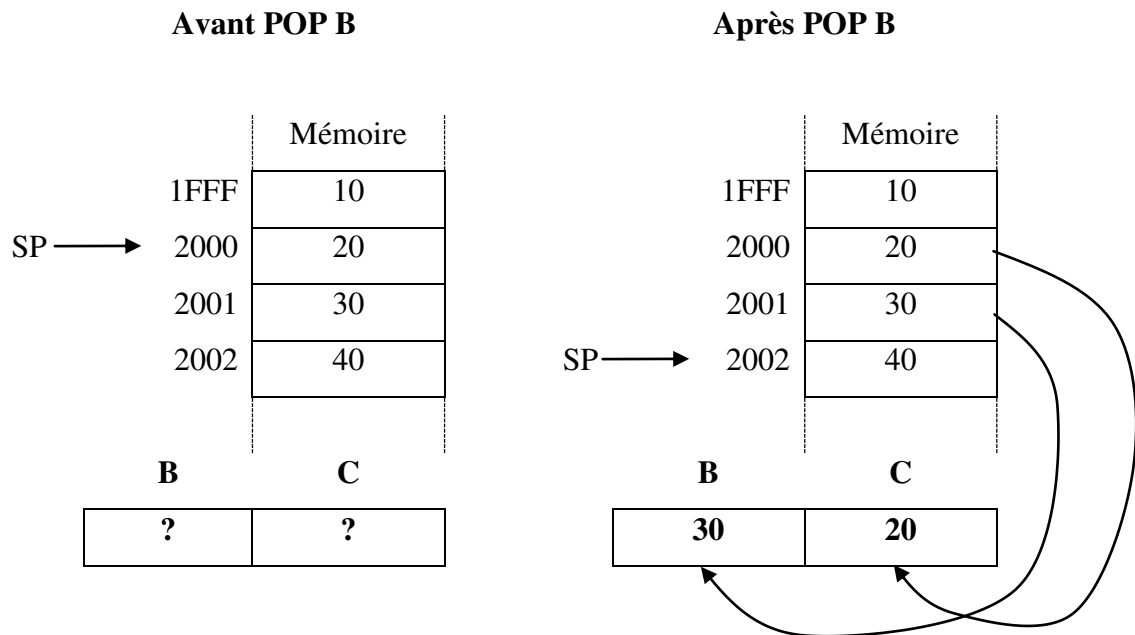 Avant POP B
Après POP B
Mémoire
Mémoire
1FFF 10
1FFF 10
SP 2000 20
2000 20
2001 30
2001 30
2002 40
SP 2002 40
B C
B C
? ?
30 20